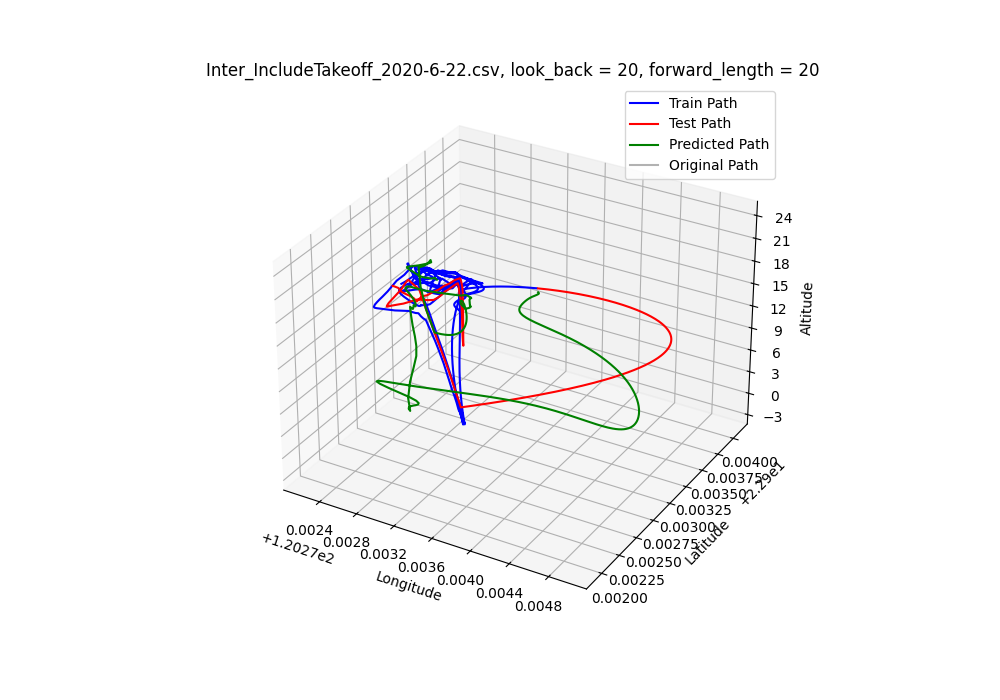 Inter_IncludeTakeoff_2020-6-22.csv, look_back = 20, forward_length = 20
Train Path
Test Path
Predicted Path
Original Path
24
21
18
15
12
9
6
3
0
−3
Altitude
0.00400
0.00375
0.00350
0.00325
0.00300
0.00275
0.00250
0.00225
0.00200
+2.29e1
Latitude
0.0024
0.0028
0.0032
0.0036
0.0040
0.0044
0.0048
+1.2027e2
Longitude